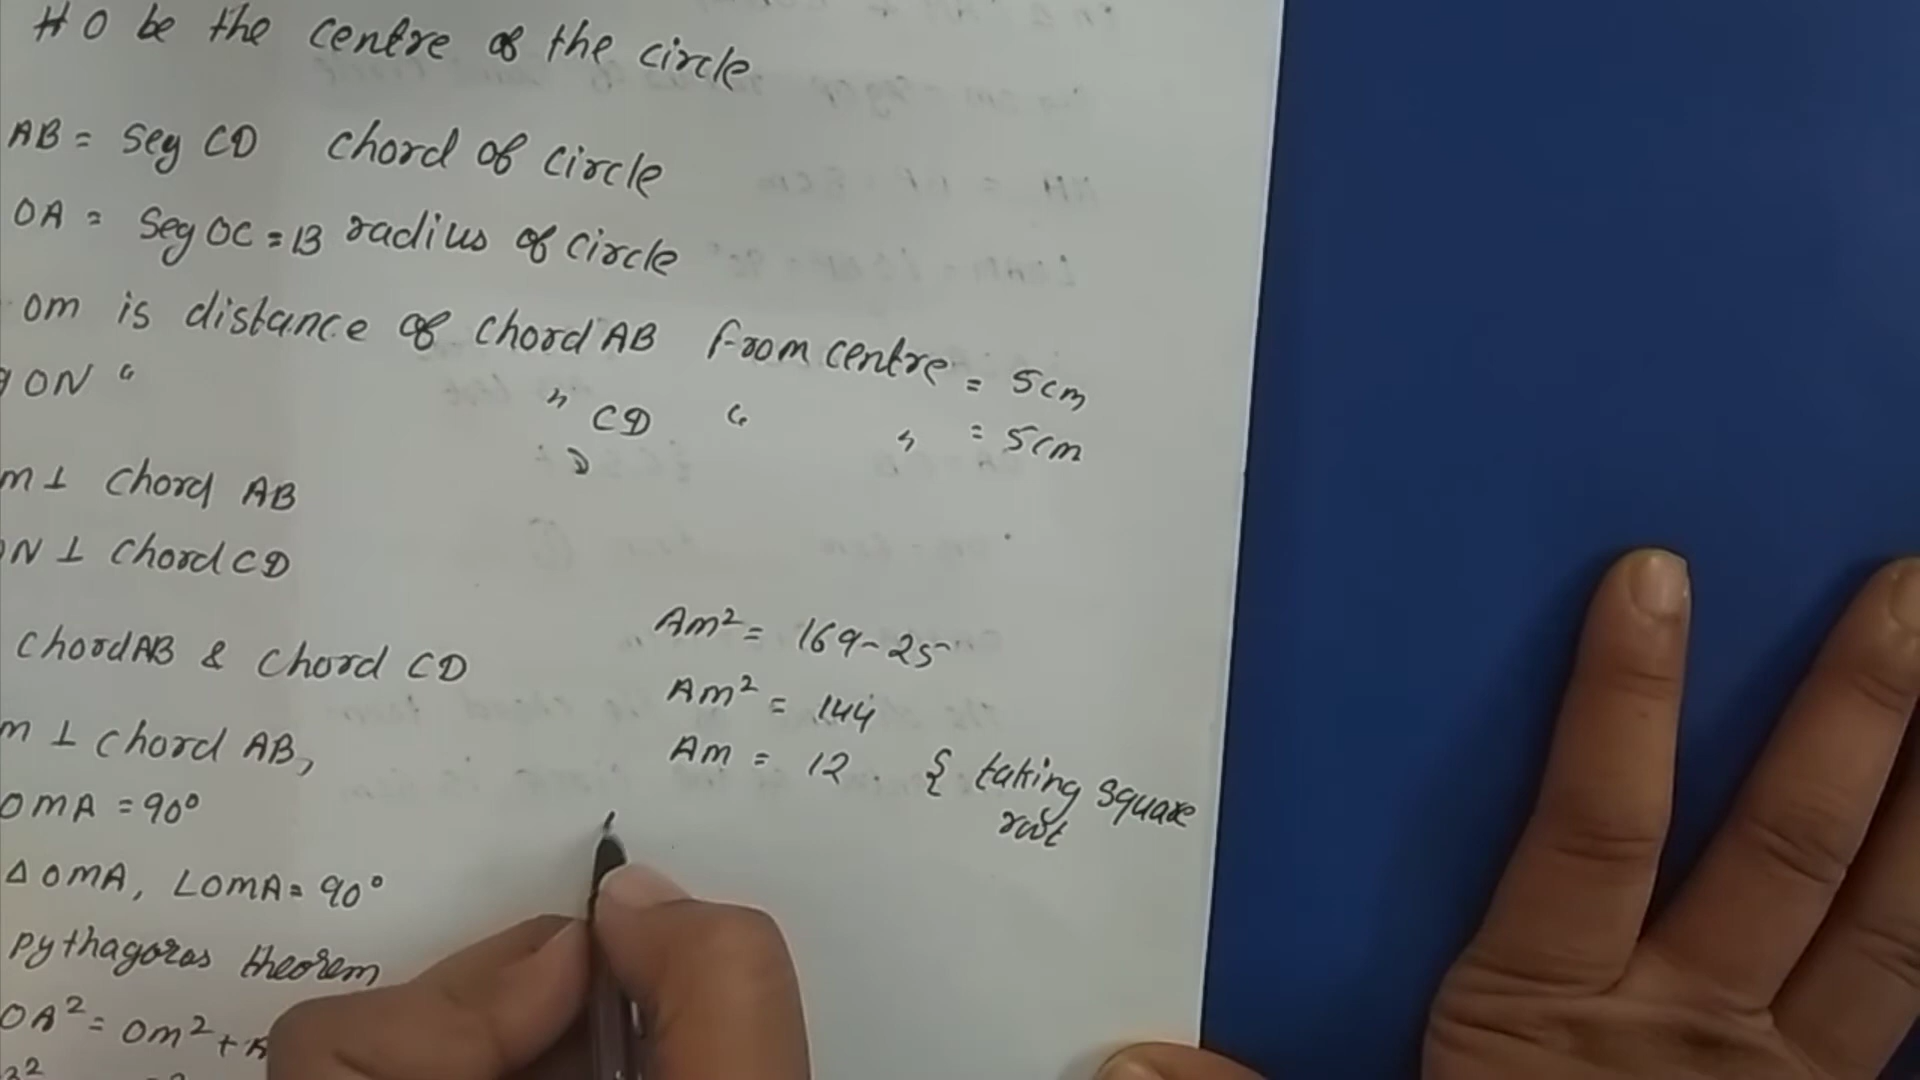 # O be the centre of the circle
AB = seg CD chord of circle
OA = seg OC = 13 radius of circle
om is distance of chord AB from centre = 5cm
ON " " CD " " = 5cm
m ⊥ chord AB
N ⊥ chord CD
chord AB & chord CD
m ⊥ chord AB,
OMA = 90°
Δ OMA, ∠OMA = 90°
pythagoras theorem
OA² = Om² +
Am² = 169 - 25
Am² = 144
Am = 12 . { taking square
root